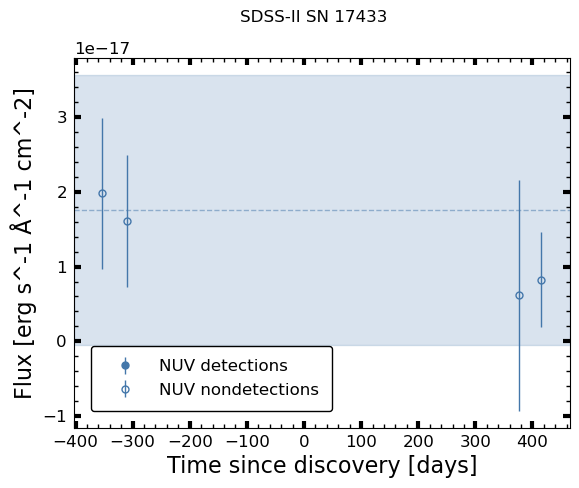 SDSS-II SN 17433
1e−17
Flux [erg s^-1 Å^-1 cm^-2]
3
2
1
0
−1
NUV detections
NUV nondetections
−400 −300 −200 −100 0 100 200 300 400
Time since discovery [days]